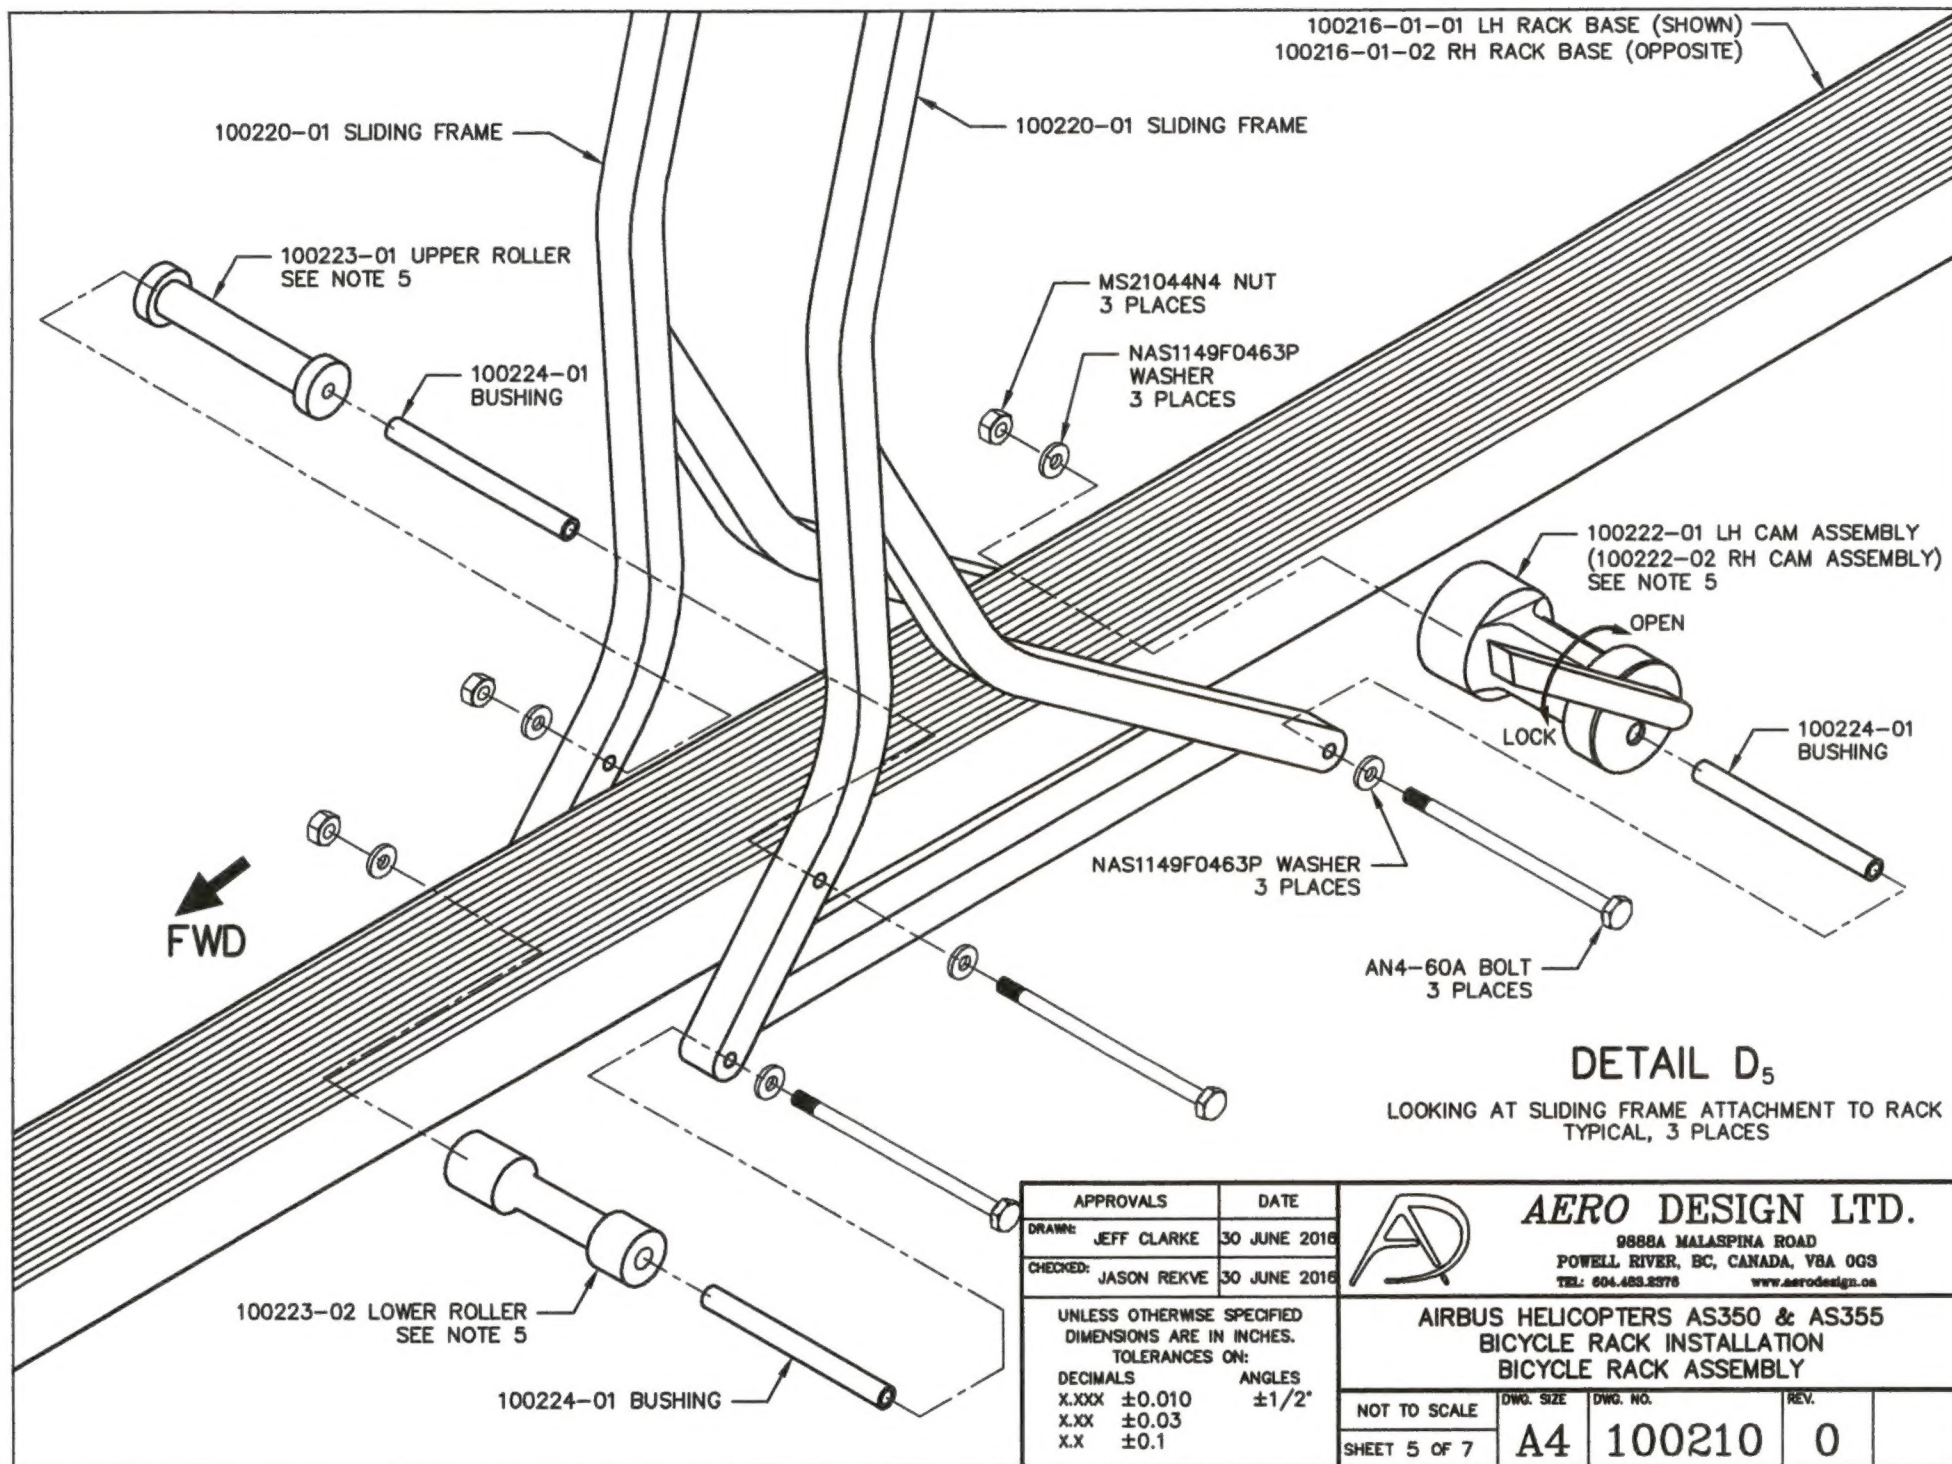 100216-01-01 LH RACK BASE (SHOWN)
100216-01-02 RH RACK BASE (OPPOSITE)
100220-01 SLIDING FRAME
100220-01 SLIDING FRAME
100223-01 UPPER ROLLER
SEE NOTE 5
100224-01
BUSHING
MS21044N4 NUT
3 PLACES
NAS1149F0463P
WASHER
3 PLACES
100222-01 LH CAM ASSEMBLY
(100222-02 RH CAM ASSEMBLY)
SEE NOTE 5
OPEN
LOCK
100224-01
BUSHING
NAS1149F0463P WASHER
3 PLACES
AN4-60A BOLT
3 PLACES
FWD
DETAIL D5
LOOKING AT SLIDING FRAME ATTACHMENT TO RACK
TYPICAL, 3 PLACES
100223-02 LOWER ROLLER
SEE NOTE 5
100224-01 BUSHING
APPROVALS DATE
DRAWN: JEFF CLARKE 30 JUNE 2016
CHECKED: JASON REKVE 30 JUNE 2016
UNLESS OTHERWISE SPECIFIED
DIMENSIONS ARE IN INCHES.
TOLERANCES ON:
DECIMALS ANGLES
X.XXX ±0.010 ±1/2°
X.XX ±0.03
X.X ±0.1
AERO DESIGN LTD.
9888A MALASPINA ROAD
POWELL RIVER, BC, CANADA, V8A 0G3
TEL: 604.483.2376 www.aerodesign.ca
AIRBUS HELICOPTERS AS350 & AS355
BICYCLE RACK INSTALLATION
BICYCLE RACK ASSEMBLY
NOT TO SCALE
SHEET 5 OF 7
DWG. SIZE
A4
DWG. NO.
100210
REV.
0